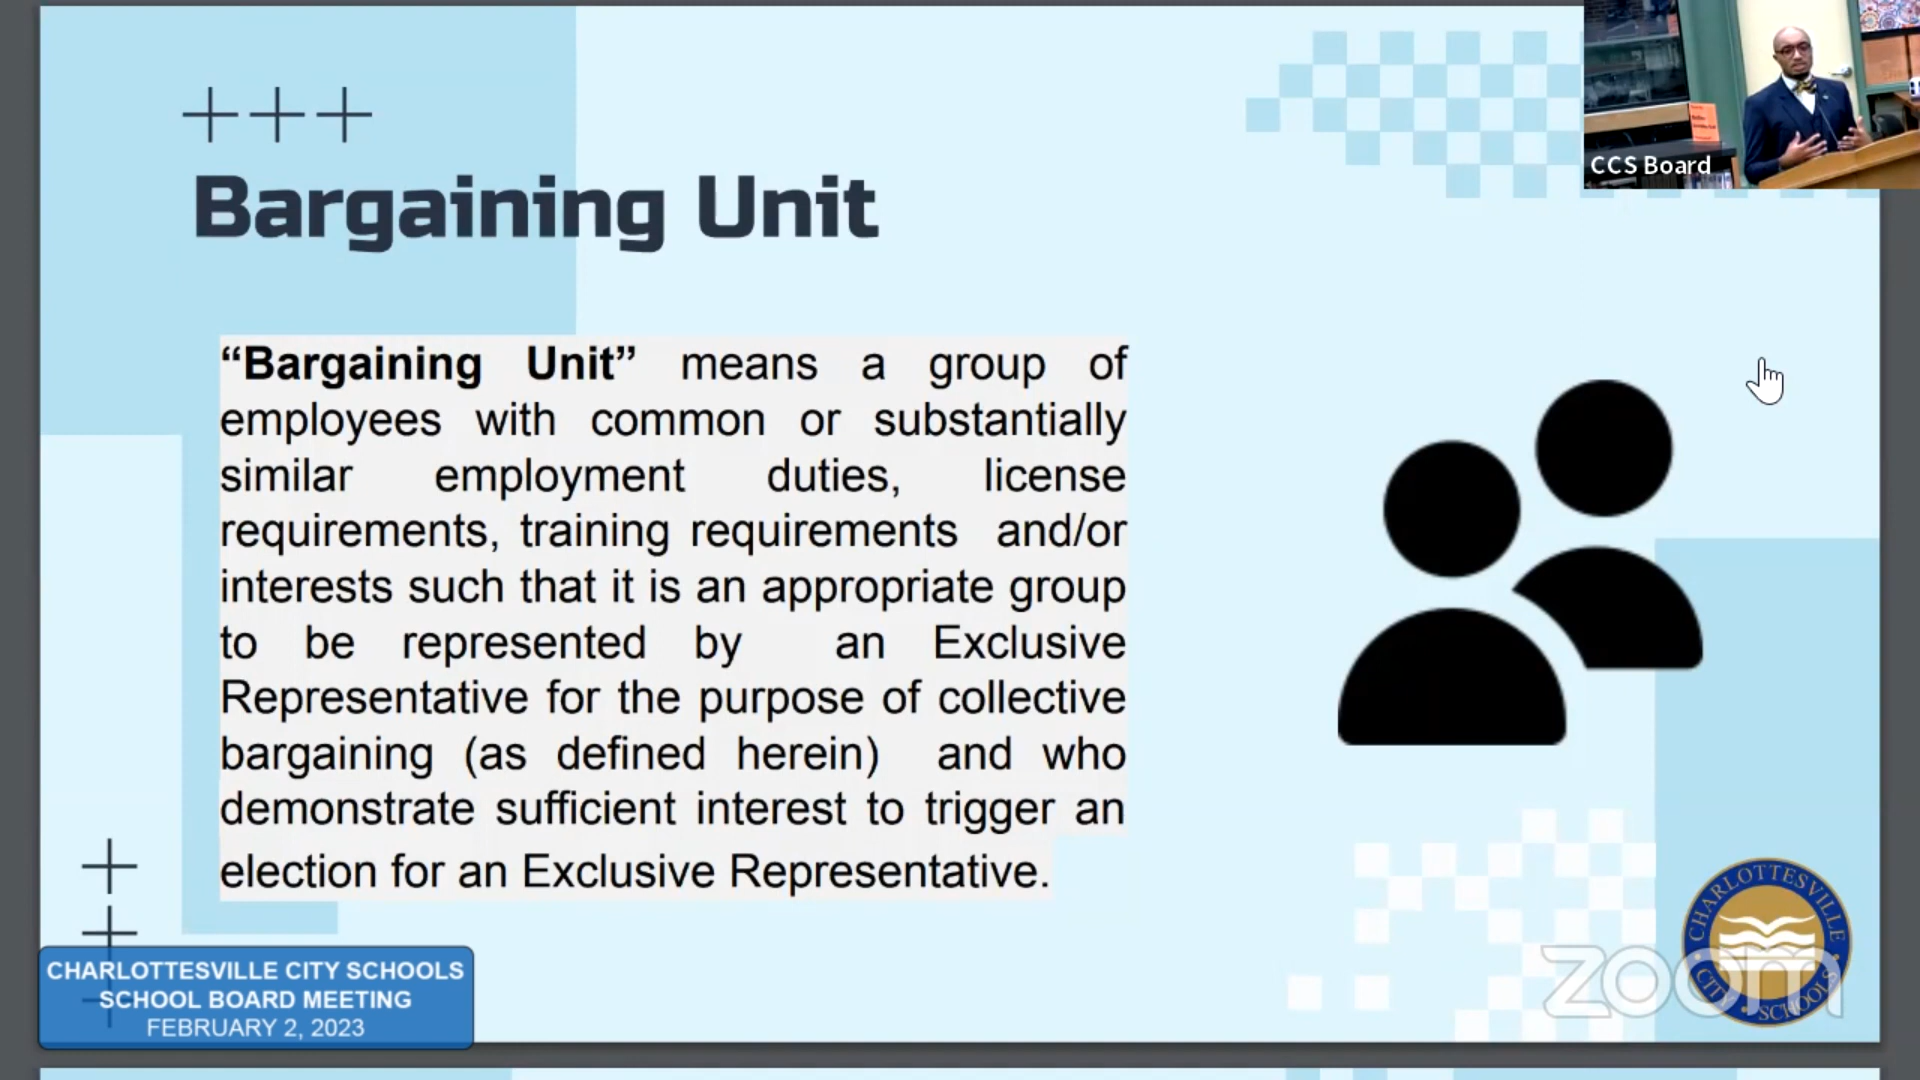 CCS Board
Bargaining Unit
“Bargaining Unit” means a group of
employees with common or substantially
similar employment duties, license
requirements, training requirements and/or
interests such that it is an appropriate group
to be represented by an Exclusive
Representative for the purpose of collective
bargaining (as defined herein) and who
demonstrate sufficient interest to trigger an
election for an Exclusive Representative.
CHARLOTTESVILLE CITY SCHOOLS
SCHOOL BOARD MEETING
FEBRUARY 2, 2023
CHARLOTTESVILLE
CITY SCHOOLS
zoom